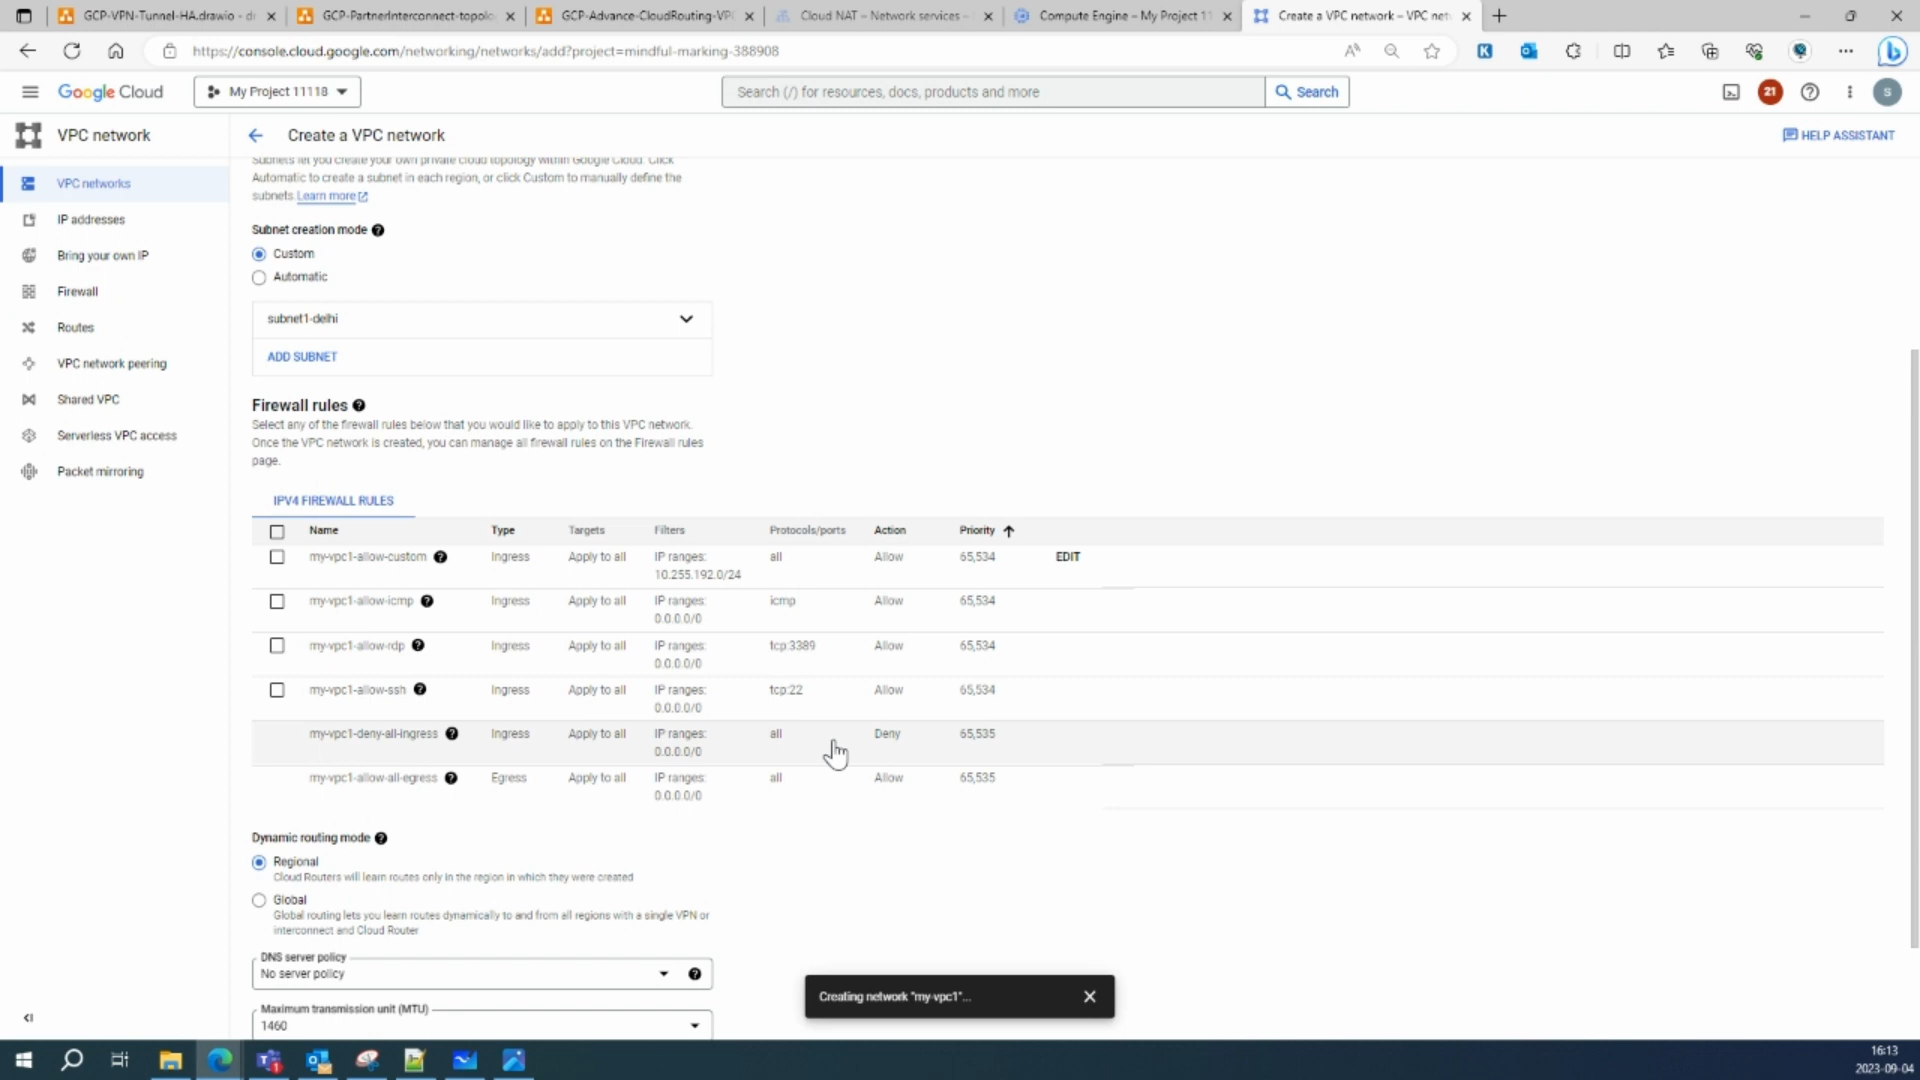 GCP-VPN-Tunnel-HA.drawio - dr
GCP-PartnerInterconnect-topolo
GCP-Advance-CloudRouting-VPC
Cloud NAT – Network services –
Compute Engine – My Project 11
Create a VPC network – VPC net
https://console.cloud.google.com/networking/networks/add?project=mindful-marking-388908
Google Cloud
My Project 11118
Search (/) for resources, docs, products and more
Search
21
S
VPC network
Create a VPC network
HELP ASSISTANT
VPC networks
IP addresses
Bring your own IP
Firewall
Routes
VPC network peering
Shared VPC
Serverless VPC access
Packet mirroring
Subnets let you create your own private cloud topology within Google Cloud. Click
Automatic to create a subnet in each region, or click Custom to manually define the
subnets. Learn more
Subnet creation mode
Custom
Automatic
subnet1-delhi
ADD SUBNET
Firewall rules
Select any of the firewall rules below that you would like to apply to this VPC network.
Once the VPC network is created, you can manage all firewall rules on the Firewall rules
page.
IPV4 FIREWALL RULES
Name Type Targets Filters Protocols/ports Action Priority
my-vpc1-allow-custom Ingress Apply to all IP ranges: all Allow 65,534 EDIT
10.255.192.0/24
my-vpc1-allow-icmp Ingress Apply to all IP ranges: icmp Allow 65,534
0.0.0.0/0
my-vpc1-allow-rdp Ingress Apply to all IP ranges: tcp:3389 Allow 65,534
0.0.0.0/0
my-vpc1-allow-ssh Ingress Apply to all IP ranges: tcp:22 Allow 65,534
0.0.0.0/0
my-vpc1-deny-all-ingress Ingress Apply to all IP ranges: all Deny 65,535
0.0.0.0/0
my-vpc1-allow-all-egress Egress Apply to all IP ranges: all Allow 65,535
0.0.0.0/0
Dynamic routing mode
Regional
Cloud Routers will learn routes only in the region in which they were created
Global
Global routing lets you learn routes dynamically to and from all regions with a single VPN or
interconnect and Cloud Router
DNS server policy
No server policy
Maximum transmission unit (MTU)
1460
Creating network "my-vpc1"...
16:13
2023-09-04